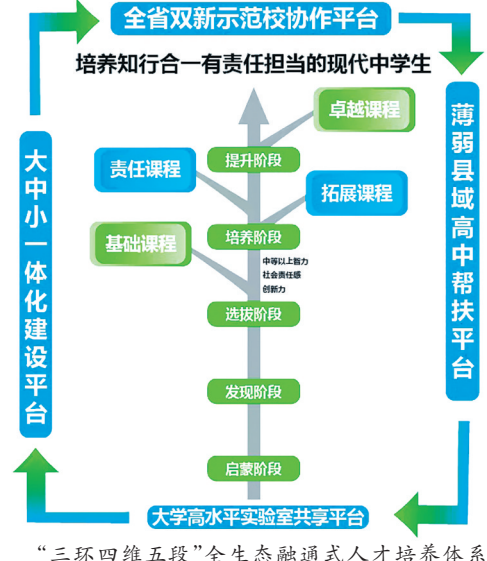 全省双新示范校协作平台
培养知行合一有责任担当的现代中学生
卓越课程
提升阶段
责任课程
拓展课程
培养阶段
基础课程
中等以上智力
社会责任感
创新力
选拔阶段
发现阶段
启蒙阶段
大中小一体化建设平台
薄弱县域高中帮扶平台
大学高水平实验室共享平台
“三环四维五段”全生态融通式人才培养体系